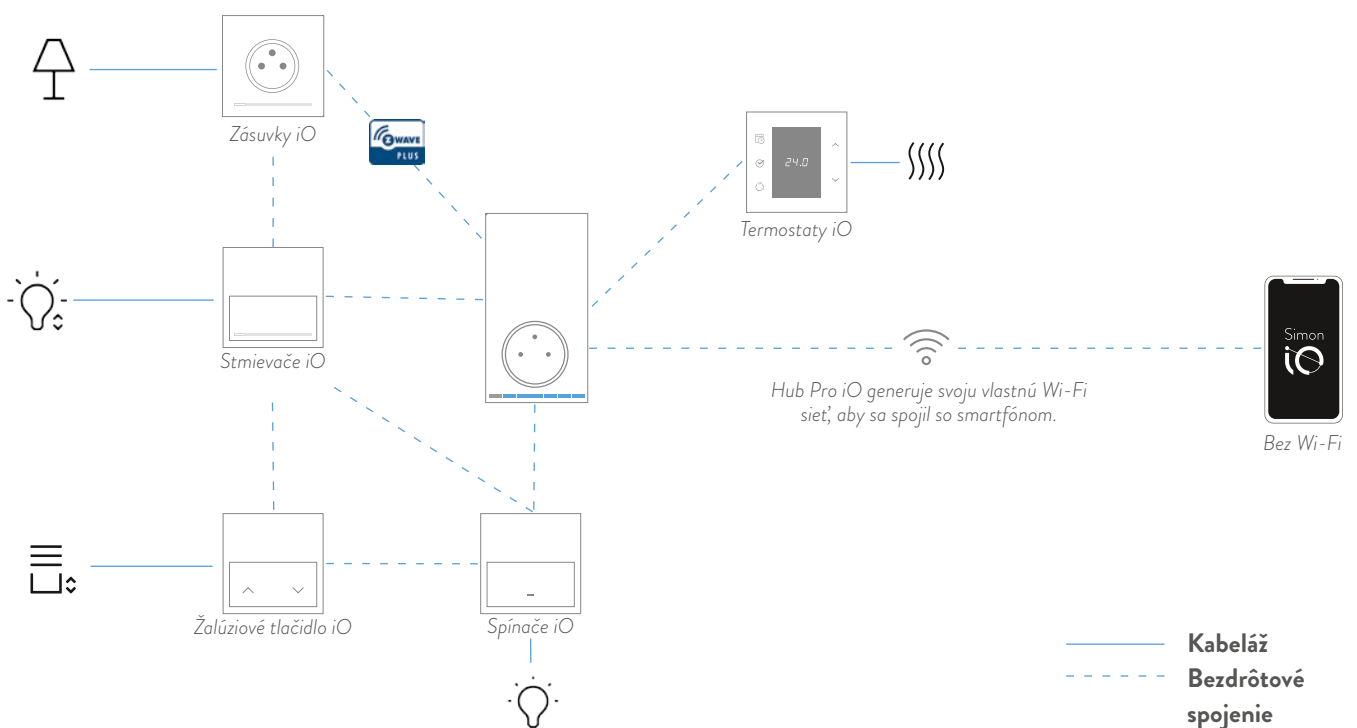 Zásuvky iO
Z WAVE
PLUS
24.0
Termostaty iO
Stmievače iO
Simon
iO
Hub Pro iO generuje svoju vlastnú Wi-Fi
sieť, aby sa spojil so smartfónom.
Bez Wi-Fi
Žalúziové tlačidlo iO
Spínače iO
Kabeláž
Bezdrôtové
spojenie